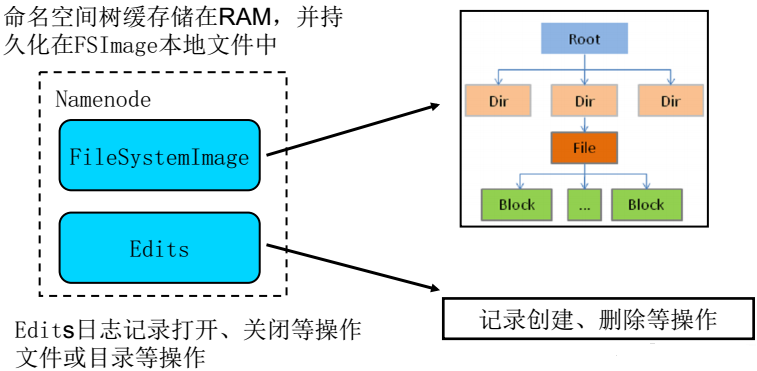 命名空间树缓存储在RAM，并持
久化在FSImage本地文件中
Namenode
FileSystemImage
Edits
Root
Dir Dir Dir
File
Block ... Block
记录创建、删除等操作
Edits日志记录打开、关闭等操作
文件或目录等操作